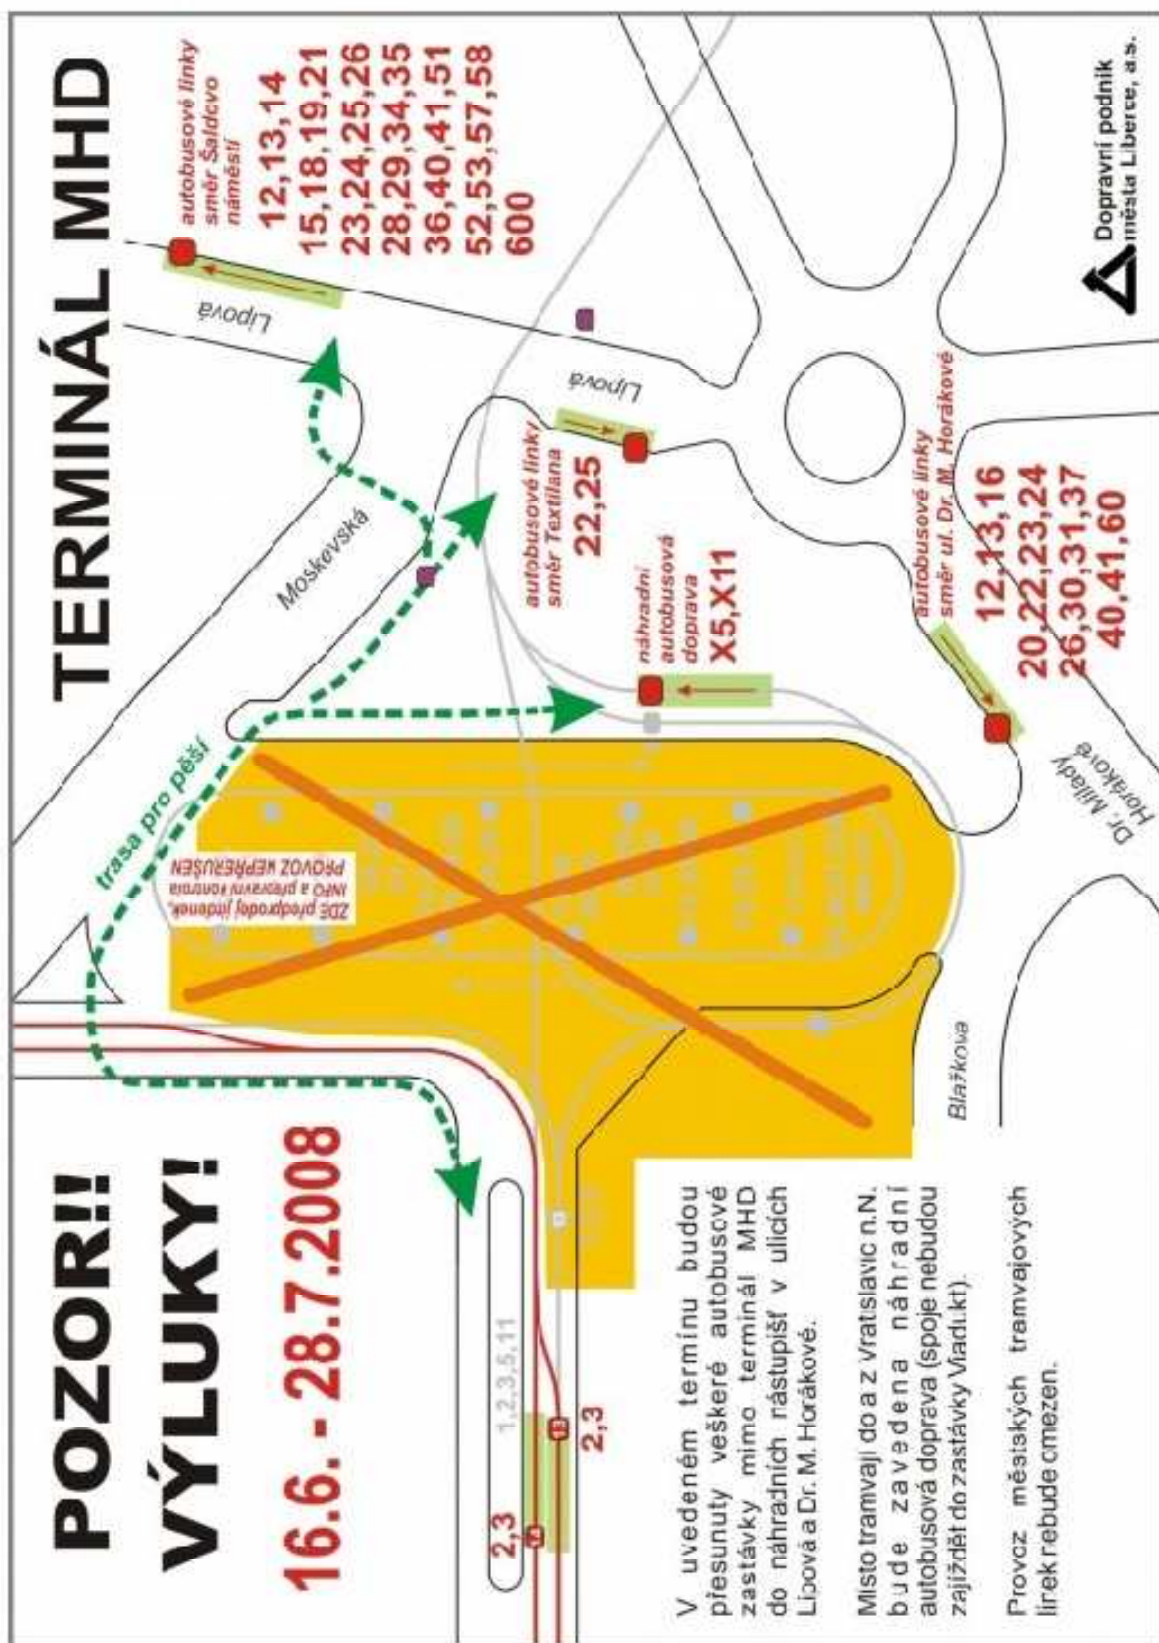 POZOR!!
VÝLUKY!
16.6. - 28.7.2008
TERMINÁL MHD
autobusové linky
směr Šaldovo
náměstí
12,13,14
15,18,19,21
23,24,25,26
28,29,34,35
36,40,41,51
52,53,57,58
600
Lipová
Moskevská
trasa pro pěší
ZDE předprodej jízdenek,
INFO a přepravní kontrola
PROVOZ NEPŘERUŠEN
Lipová
autobusové linky
směr Textilana
22,25
náhradní
autobusová
doprava
X5,X11
autobusové linky
směr ul. Dr. M. Horákové
12,13,16
20,22,23,24
26,30,31,37
40,41,60
Dr. Milady
Horákové
Blažkova
1,2,3,5,11
2,3
2,3
V uvedeném termínu budou
přesunuty veškeré autobusové
zastávky mimo terminál MHD
do náhradních nástupišť v ulicích
Lipová a Dr. M. Horákové.
Místo tramvají do a z Vratislavic n.N.
bude zavedena náhradní
autobusová doprava (spoje nebudou
zajíždět do zastávky Viadukt).
Provoz městských tramvajových
linek nebude omezen.
Dopravní podnik
města Liberce, a.s.